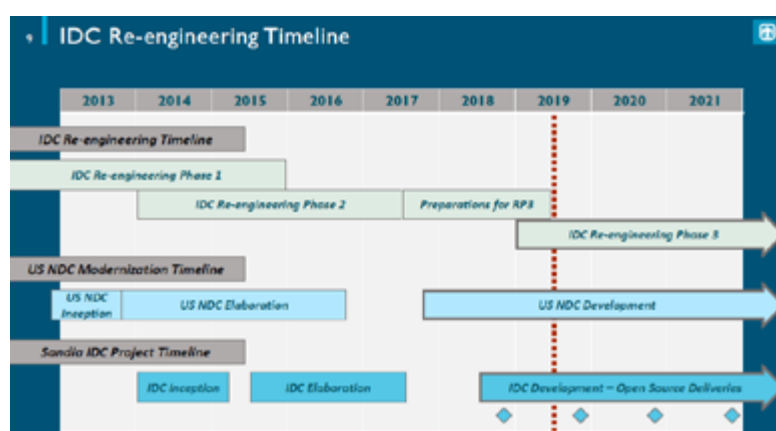 9
IDC Re-engineering Timeline
2013 2014 2015 2016 2017 2018 2019 2020 2021
IDC Re-engineering Timeline
IDC Re-engineering Phase 1
IDC Re-engineering Phase 2
Preparations for RP3
IDC Re-engineering Phase 3
US NDC Modernization Timeline
US NDC
Inception
US NDC Elaboration
US NDC Development
Sandia IDC Project Timeline
IDC Inception
IDC Elaboration
IDC Development – Open Source Deliveries